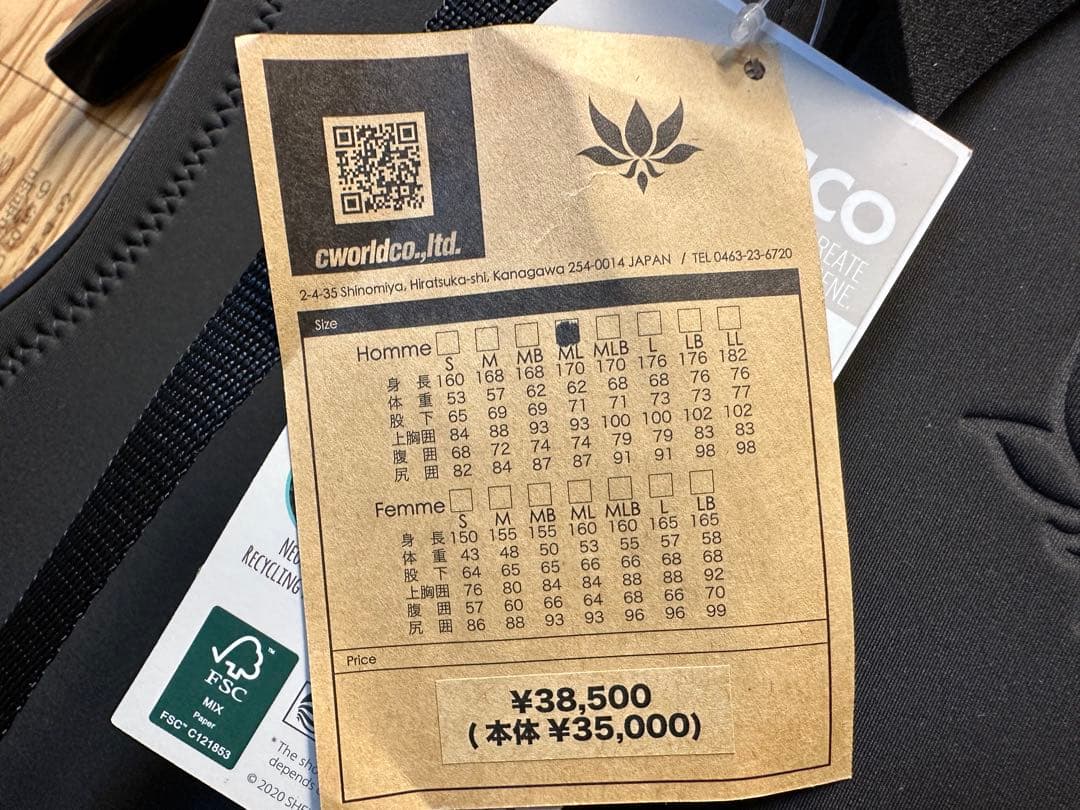 cworldco.,ltd.
2-4-35 Shinomiya, Hiratsuka-shi, Kanagawa 254-0014 JAPAN / TEL 0463-23-6720
Size
Homme
S M MB ML MLB L LB LL
身長 160 168 168 170 170 176 176 182
体重 53 57 62 62 68 68 76 76
股下 65 69 69 71 71 73 73 77
上胸囲 84 88 93 93 100 100 102 102
腹囲 68 72 74 74 79 79 83 83
尻囲 82 84 87 87 91 91 98 98
Femme
S M MB ML MLB L LB
身長 150 155 155 160 160 165 165
体重 43 48 50 53 55 57 58
股下 64 65 65 66 66 68 68
上胸囲 76 80 84 84 88 88 92
腹囲 57 60 66 64 68 66 70
尻囲 86 88 93 93 96 96 99
Price
¥38,500
(本体 ¥35,000)
CO
RECYCLING
FSC
MIX
Paper
FSC™ C121853
*The
depends
© 2020